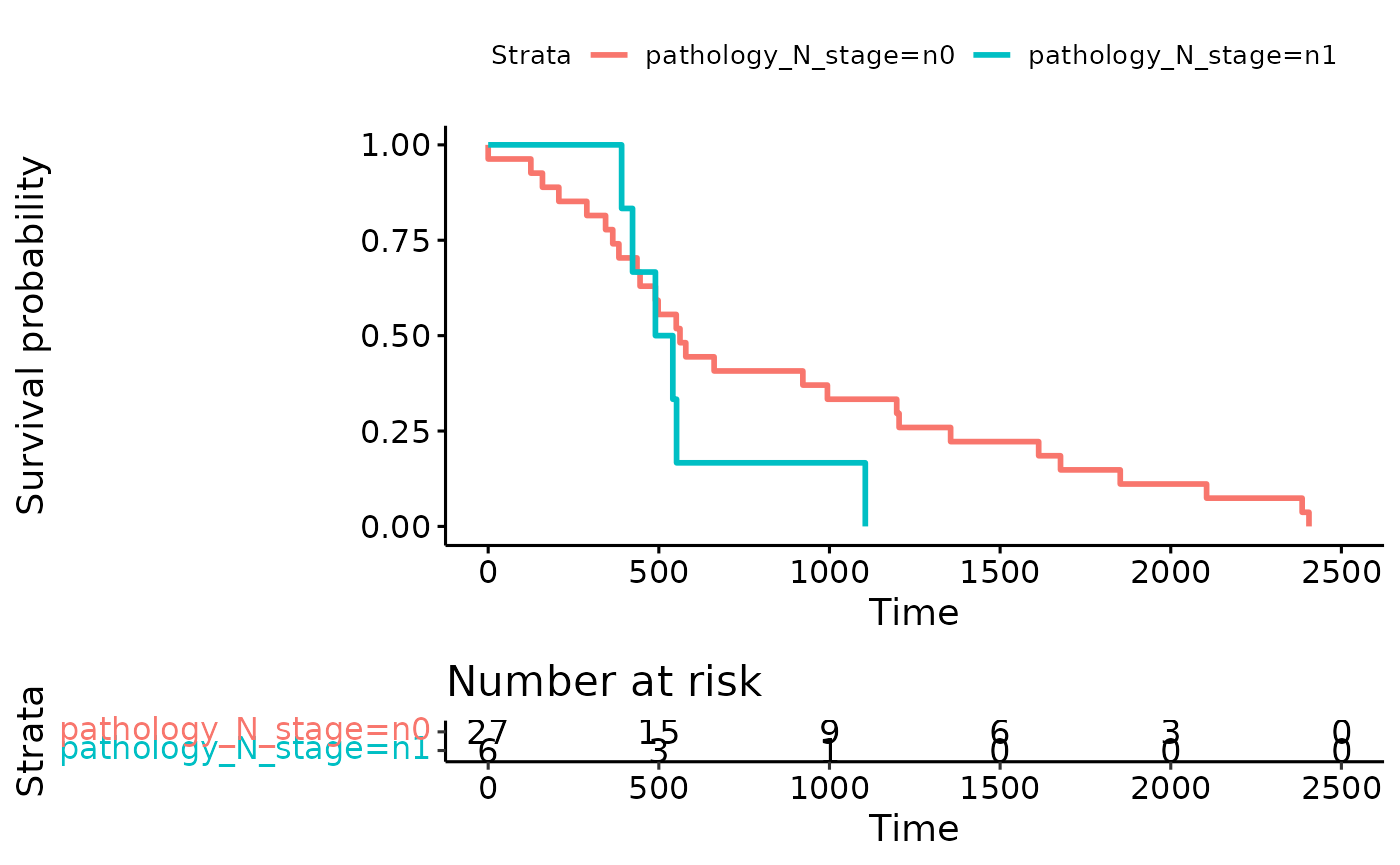 Strata pathology_N_stage=n0 pathology_N_stage=n1
Survival probability
1.00
0.75
0.50
0.25
0.00
0 500 1000 1500 2000 2500
Time
Number at risk
Strata
pathology_N_stage=n0 27 15 9 6 3 0
pathology_N_stage=n1 6 3 1 0 0 0
0 500 1000 1500 2000 2500
Time